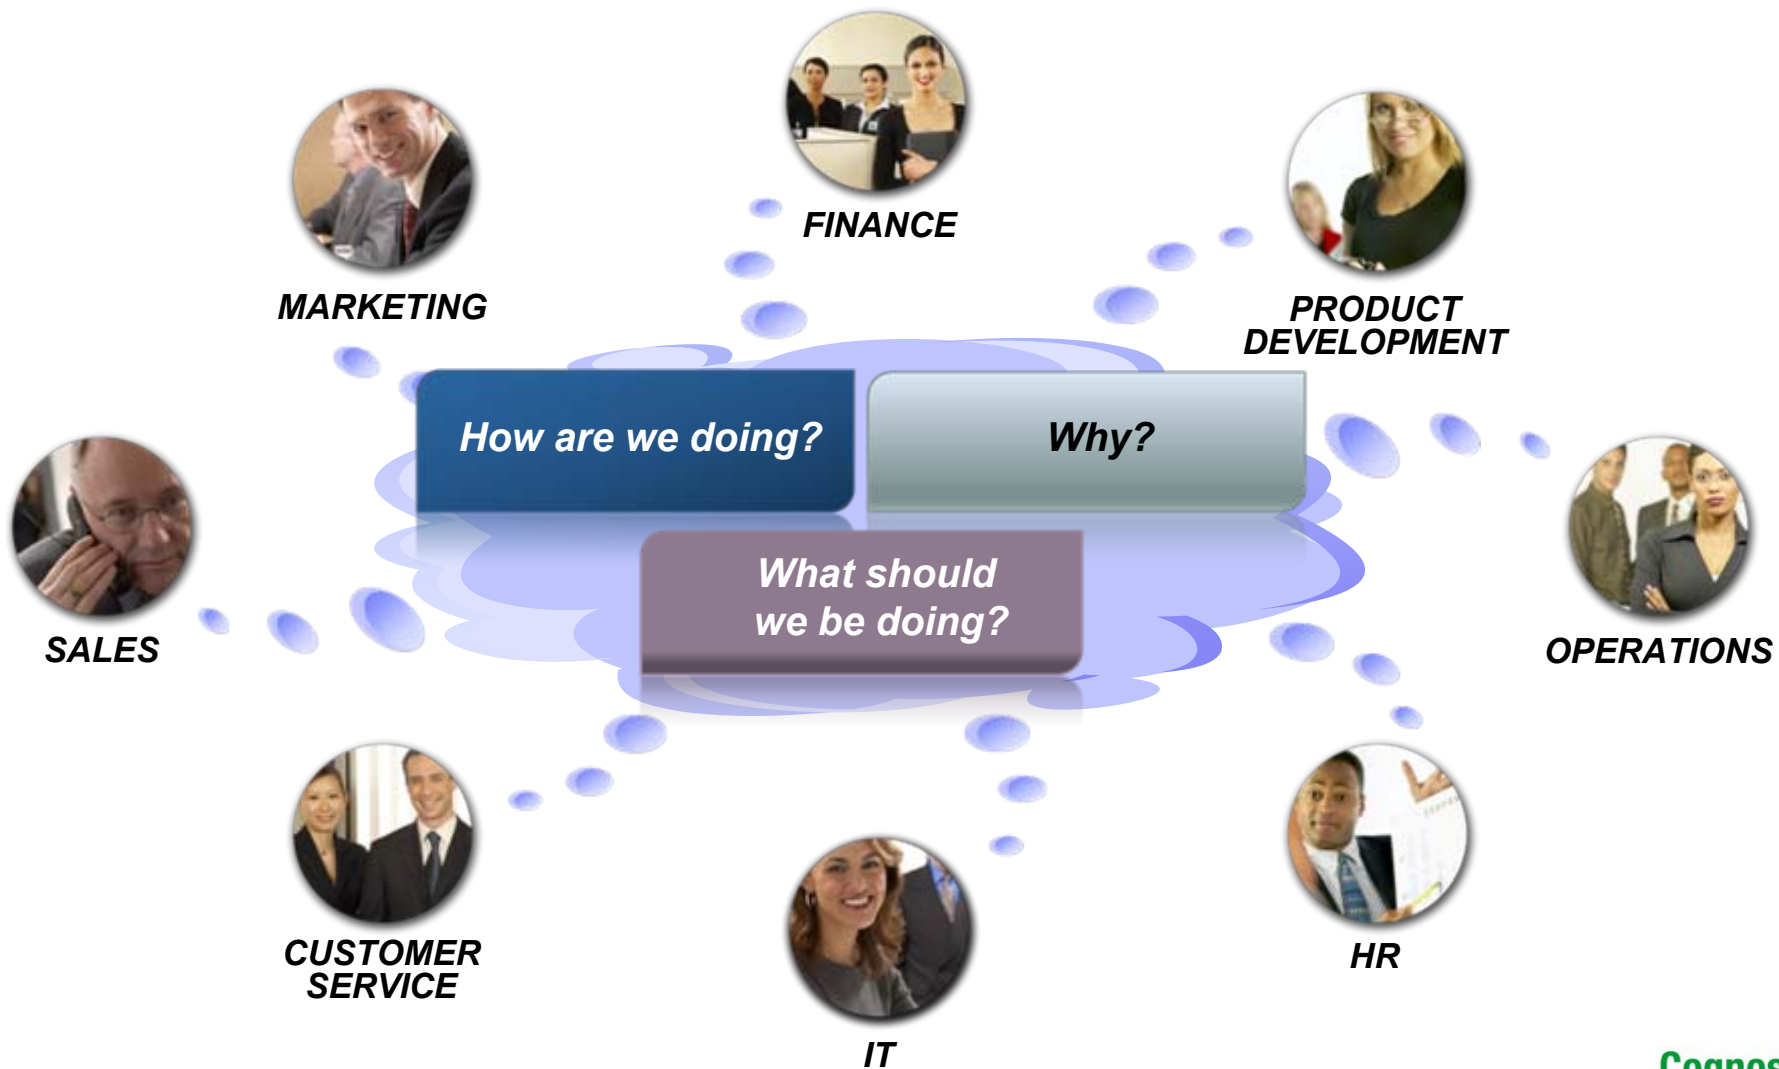 FINANCE
MARKETING
PRODUCT
DEVELOPMENT
How are we doing?
Why?
What should
we be doing?
SALES
OPERATIONS
CUSTOMER
SERVICE
HR
IT
Cognos